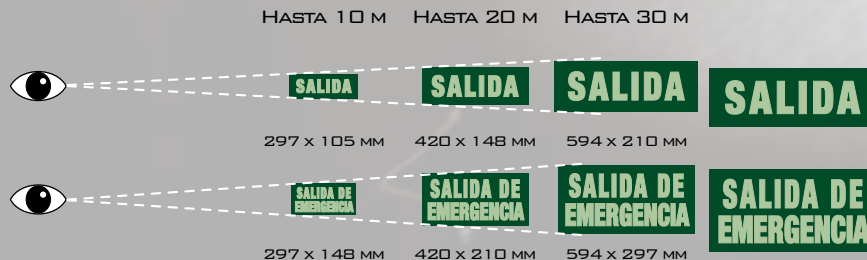 Hasta 10 m Hasta 20 m Hasta 30 m
SALIDA SALIDA SALIDA SALIDA
297 x 105 mm 420 x 148 mm 594 x 210 mm
SALIDA DE SALIDA DE SALIDA DE SALIDA DE
EMERGENCIA EMERGENCIA EMERGENCIA EMERGENCIA
297 x 148 mm 420 x 210 mm 594 x 297 mm